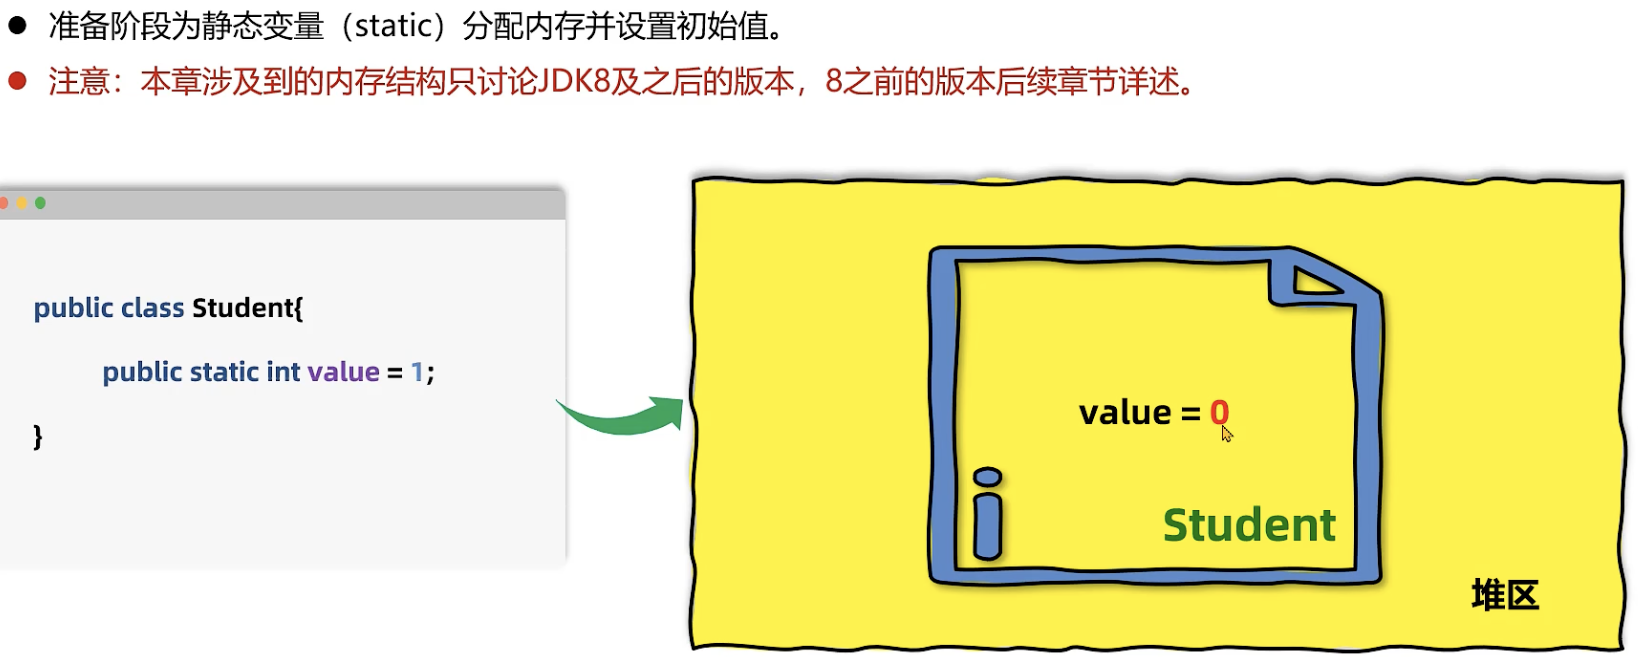 准备阶段为静态变量（static）分配内存并设置初始值。
注意：本章涉及到的内存结构只讨论JDK8及之后的版本，8之前的版本后续章节详述。
public class Student{
public static int value = 1;
}
value = 0
Student
堆区